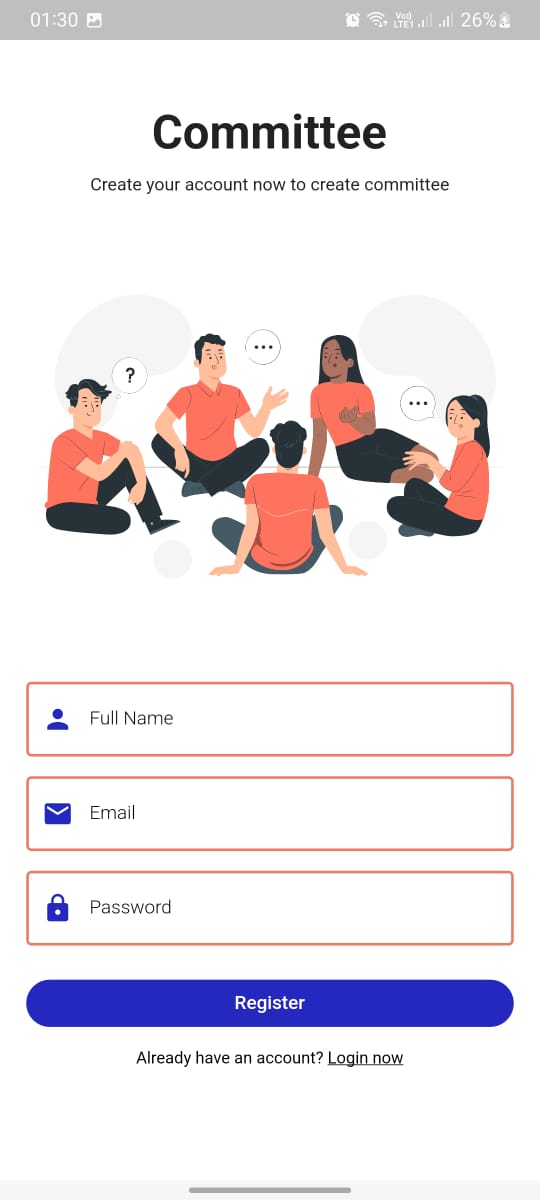 01:30 Vo)) LTE1 26%
Committee
Create your account now to create committee
?
Full Name
Email
Password
Register
Already have an account? Login now